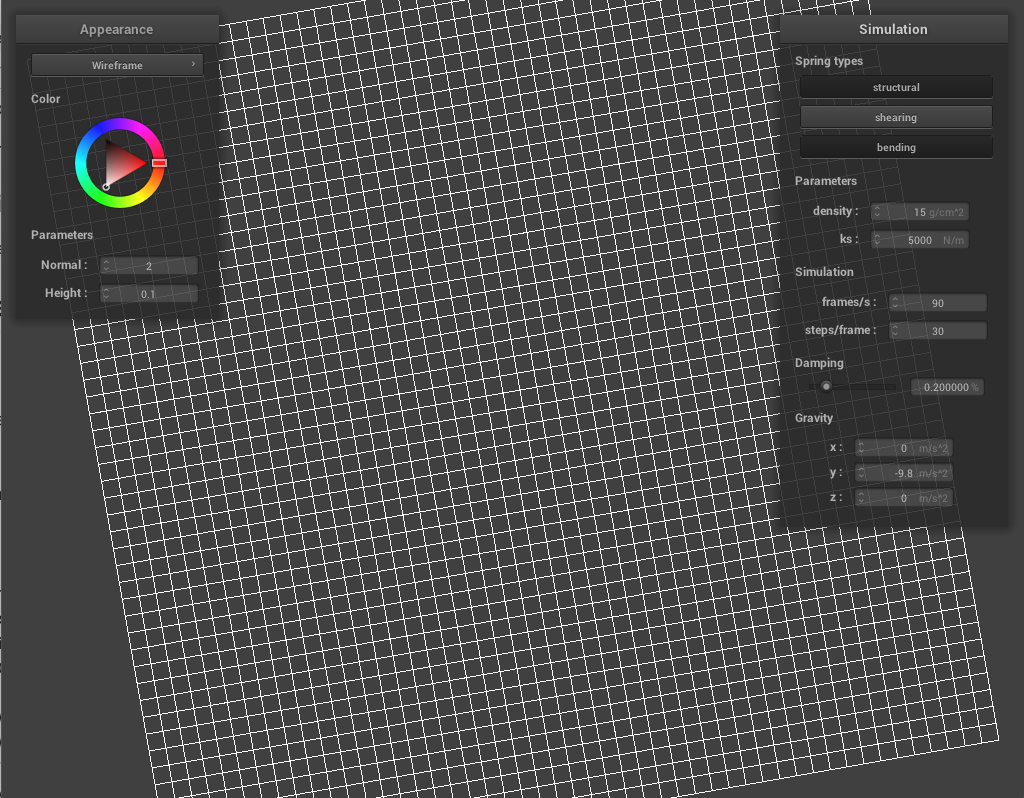 Appearance
Wireframe ›
Color
Parameters
Normal : 2
Height : 0.1
Simulation
Spring types
structural
shearing
bending
Parameters
density : 15 g/cm^2
ks : 5000 N/m
Simulation
frames/s : 90
steps/frame : 30
Damping
0.200000 %
Gravity
x : 0 m/s^2
y : -9.8 m/s^2
z : 0 m/s^2